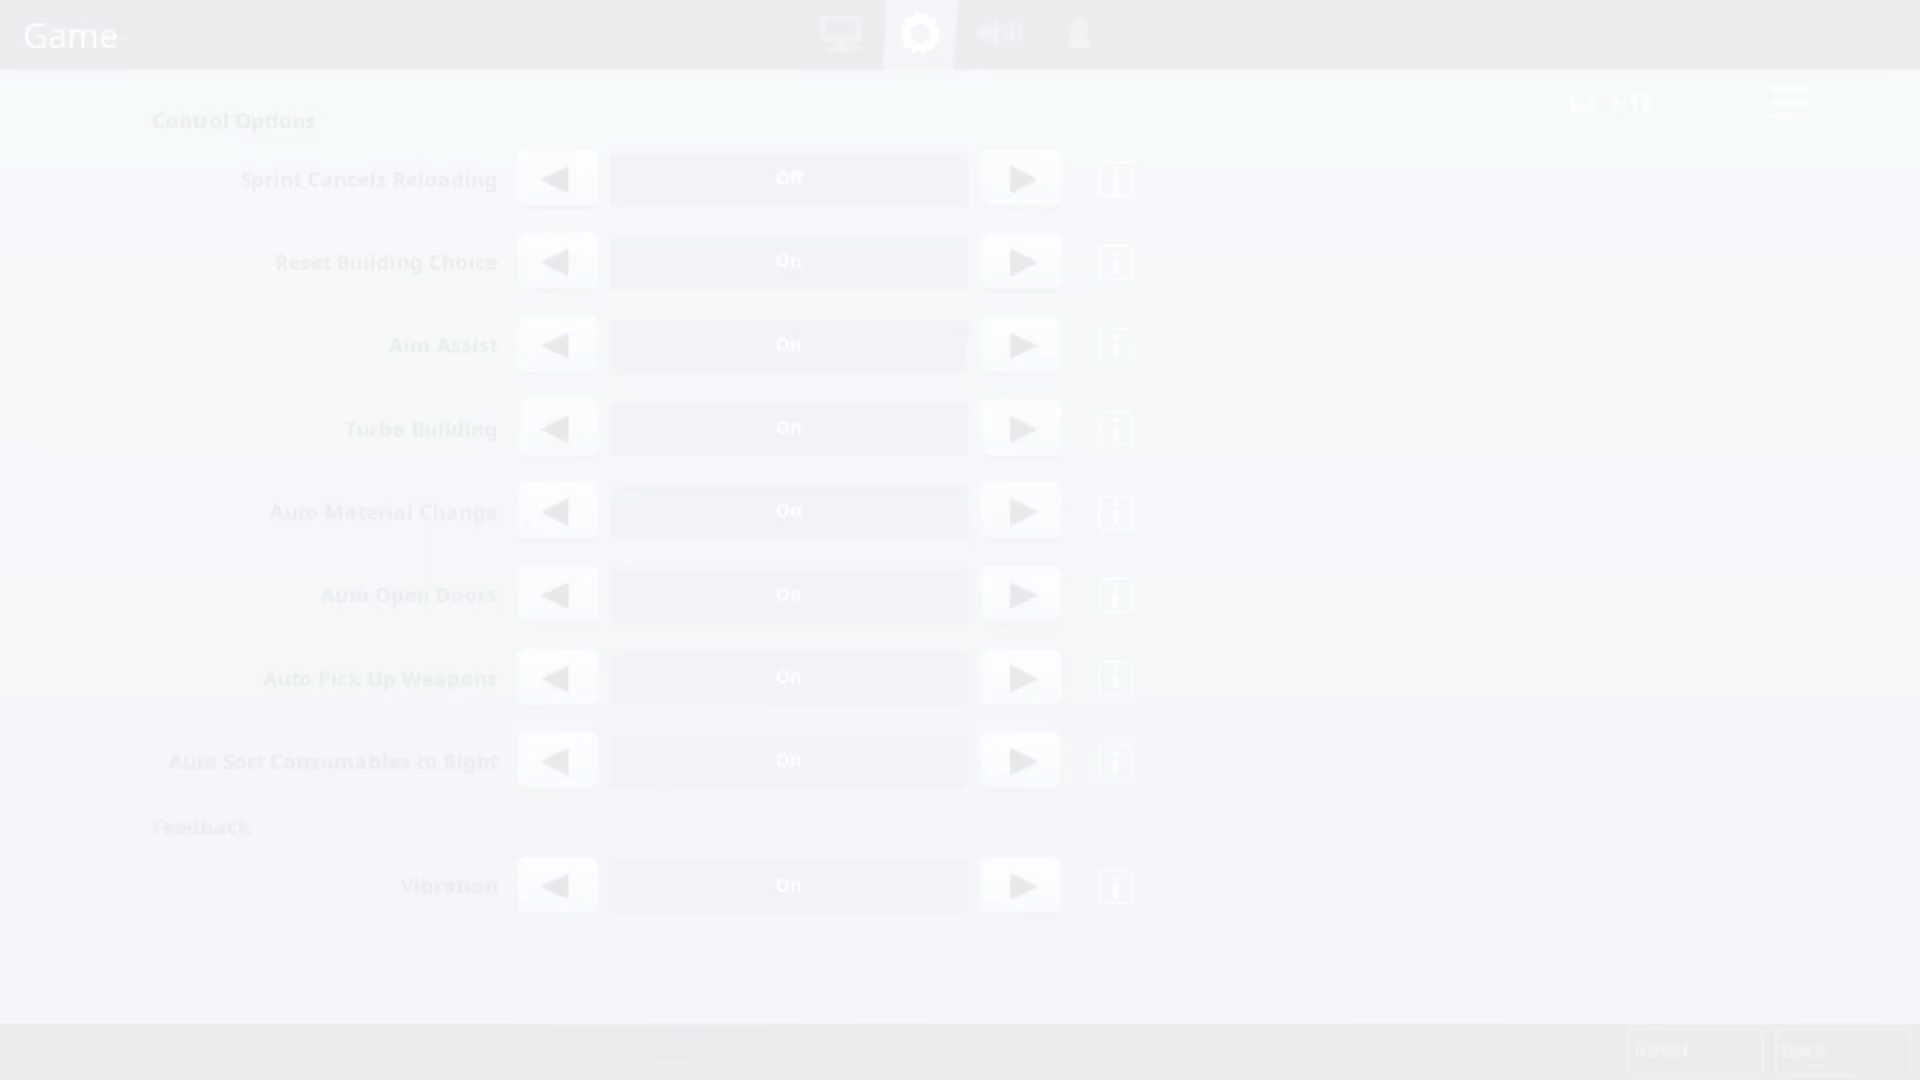 Game
Control Options
Sprint Cancels Reloading Off
Reset Building Choice On
Aim Assist On
Turbo Building On
Auto Material Change On
Auto Open Doors On
Auto Pick Up Weapons On
Auto Sort Consumables to Right On
Feedback
Vibration On
Reset Back